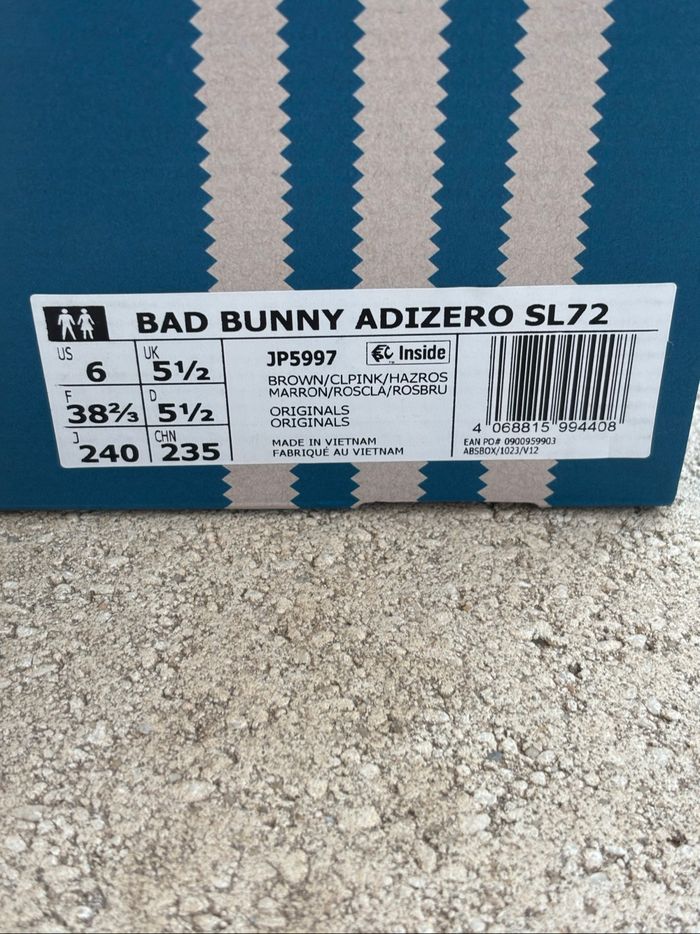 BAD BUNNY ADIZERO SL72
US 6
UK 5½
F 38⅔
D 5½
J 240
CHN 235
JP5997
Inside
BROWN/CLPINK/HAZROS
MARRON/ROSCLA/ROSBRU
ORIGINALS
ORIGINALS
MADE IN VIETNAM
FABRIQUÉ AU VIETNAM
4 068815 994408
EAN PO# 0900959903
ABSBOX/1023/V12